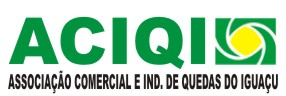 ACIQI
ASSOCIAÇÃO COMERCIAL E IND. DE QUEDAS DO IGUAÇU